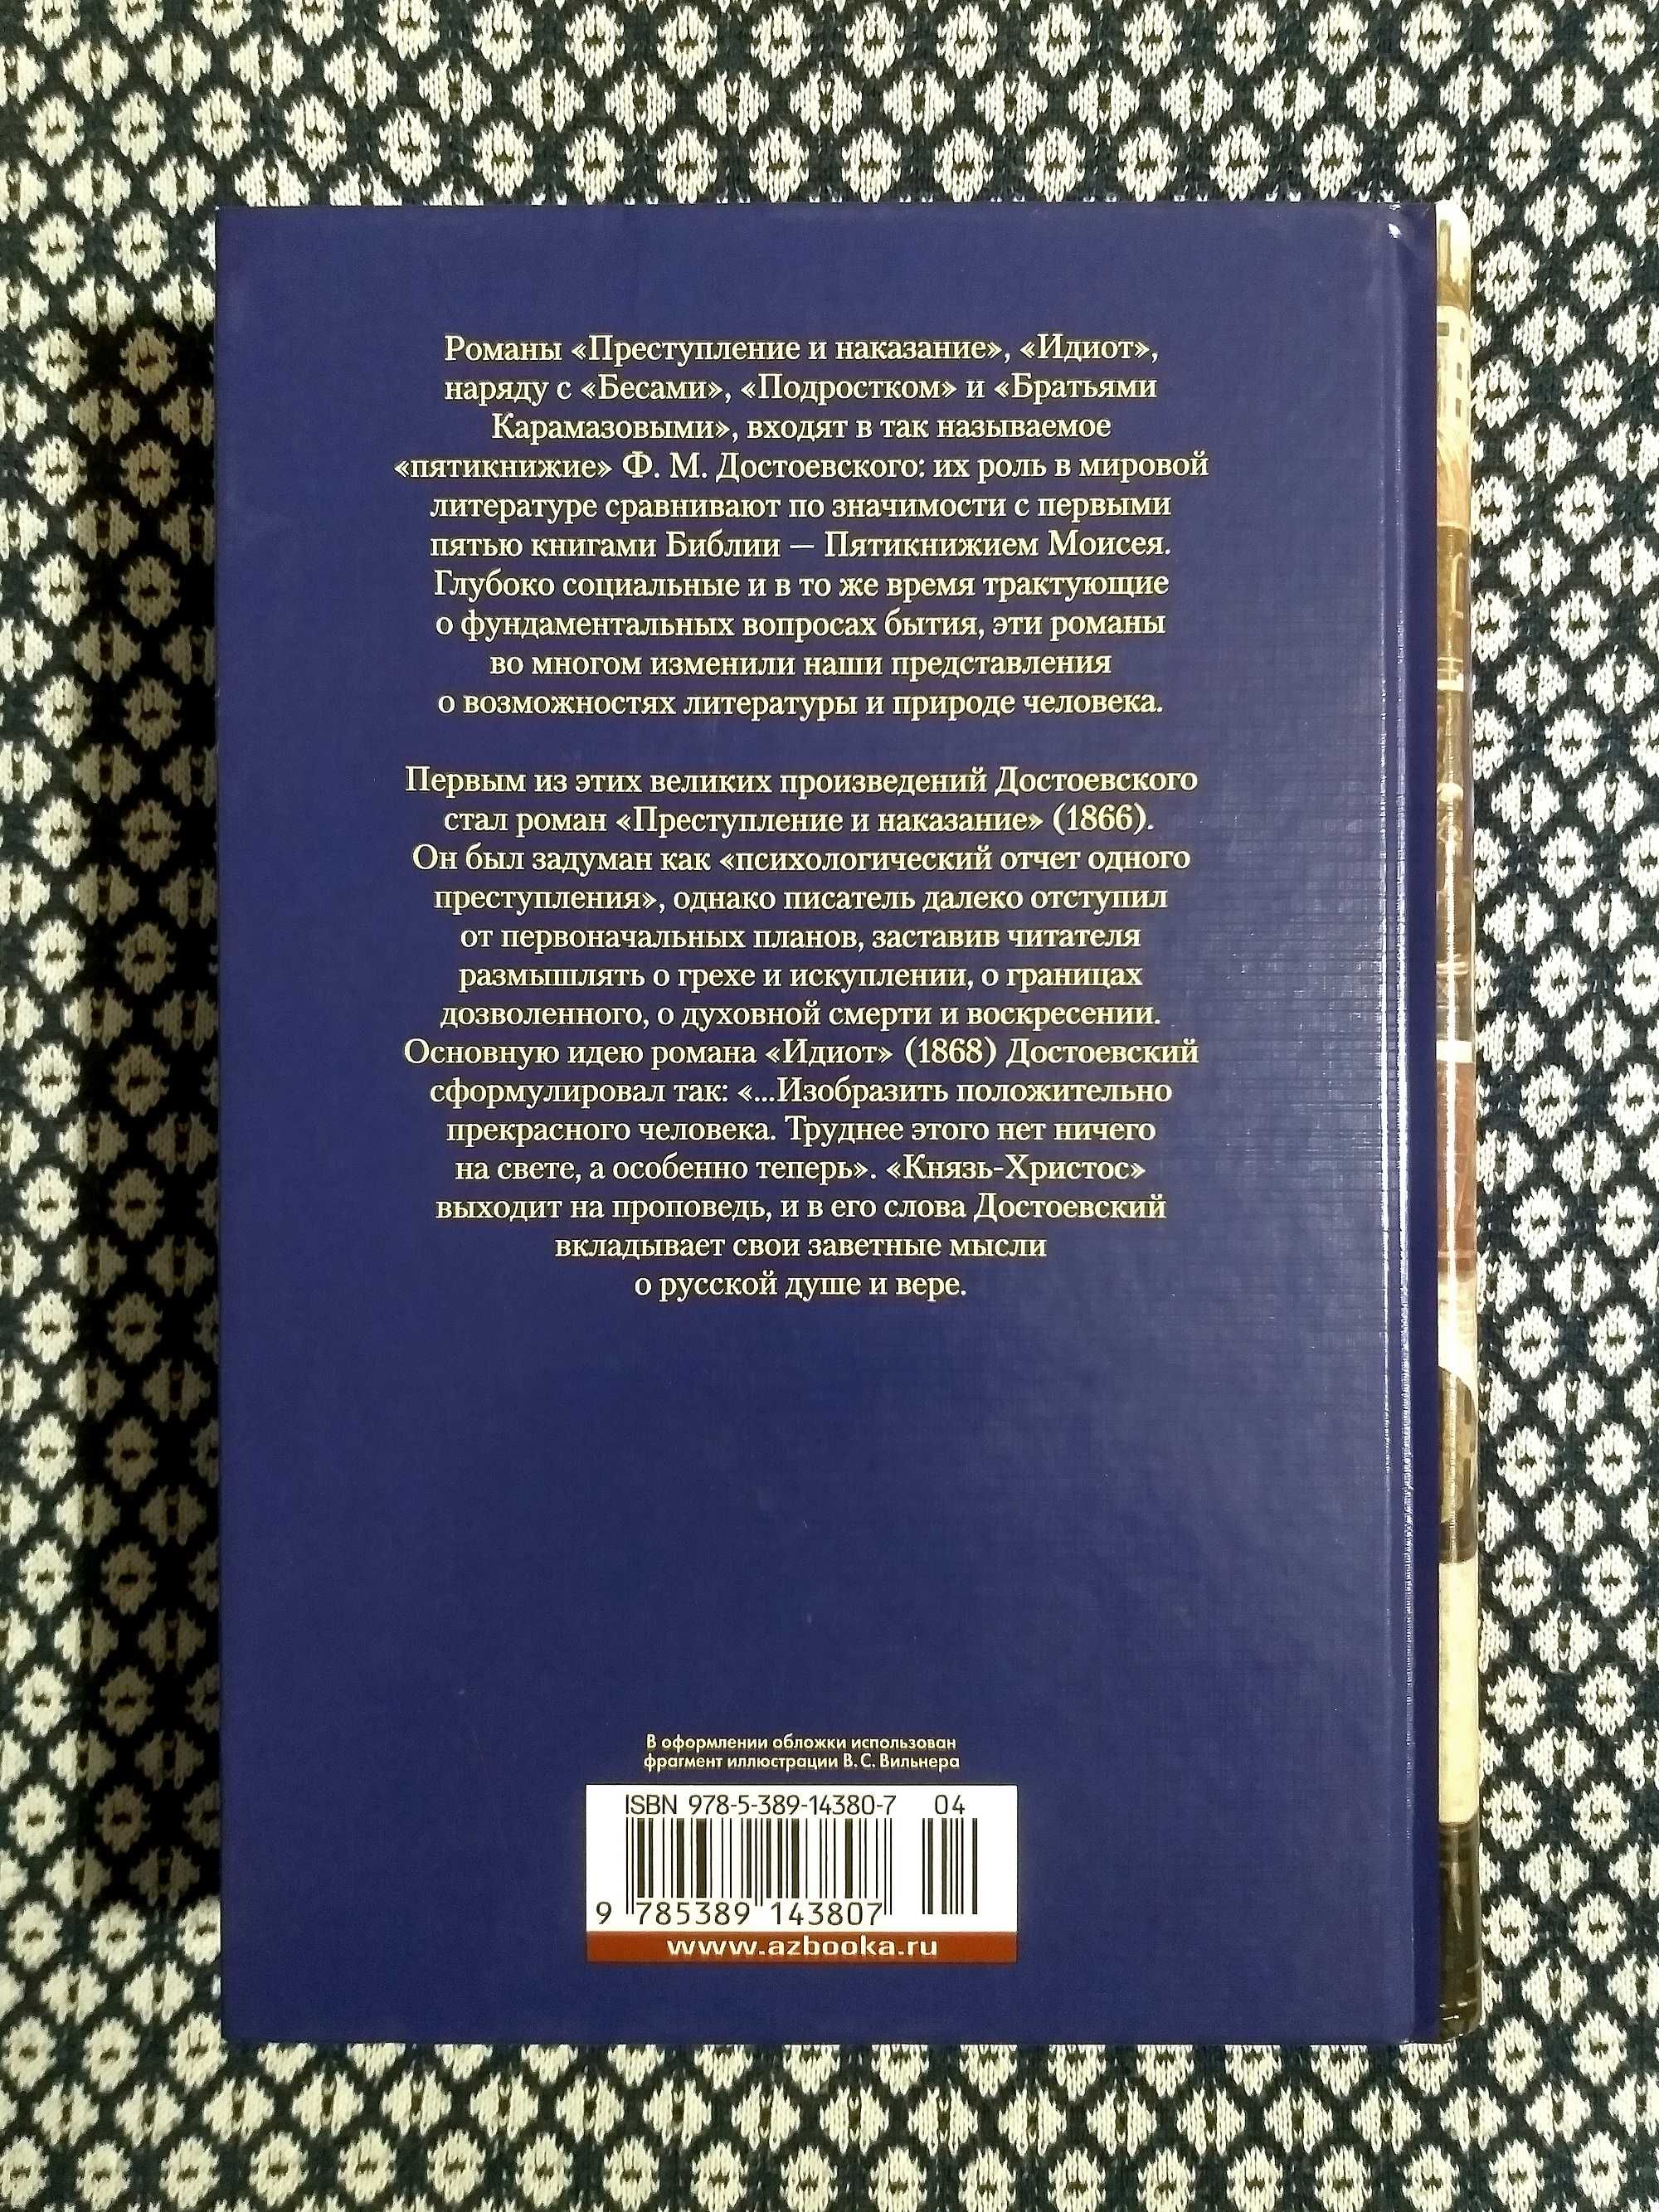 Романы «Преступление и наказание», «Идиот»,
наряду с «Бесами», «Подростком» и «Братьями
Карамазовыми», входят в так называемое
«пятикнижие» Ф. М. Достоевского: их роль в мировой
литературе сравнивают по значимости с первыми
пятью книгами Библии — Пятикнижием Моисея.
Глубоко социальные и в то же время трактующие
о фундаментальных вопросах бытия, эти романы
во многом изменили наши представления
о возможностях литературы и природе человека.
Первым из этих великих произведений Достоевского
стал роман «Преступление и наказание» (1866).
Он был задуман как «психологический отчет одного
преступления», однако писатель далеко отступил
от первоначальных планов, заставив читателя
размышлять о грехе и искуплении, о границах
дозволенного, о духовной смерти и воскресении.
Основную идею романа «Идиот» (1868) Достоевский
сформулировал так: «...Изобразить положительно
прекрасного человека. Труднее этого нет ничего
на свете, а особенно теперь». «Князь-Христос»
выходит на проповедь, и в его слова Достоевский
вкладывает свои заветные мысли
о русской душе и вере.
В оформлении обложки использован
фрагмент иллюстрации В. С. Вильнера
ISBN 978-5-389-14380-7 04
9 785389 143807
www.azbooka.ru